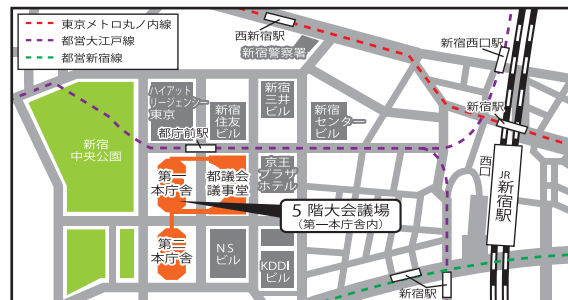 東京メトロ丸ノ内線
都営大江戸線
都営新宿線
西新宿駅
新宿警察署
新宿西口駅
新宿駅
ハイアット
リージェンシー
東京
新宿
住友
ビル
新宿
三井
ビル
新宿
センター
ビル
新宿
中央公園
都庁前駅
第一
本庁舎
都議会
議事堂
京王
プラザ
ホテル
西口
JR
新宿駅
5階大会議場
(第一本庁舎内)
第二
本庁舎
NS
ビル
KDDI
ビル
新宿駅